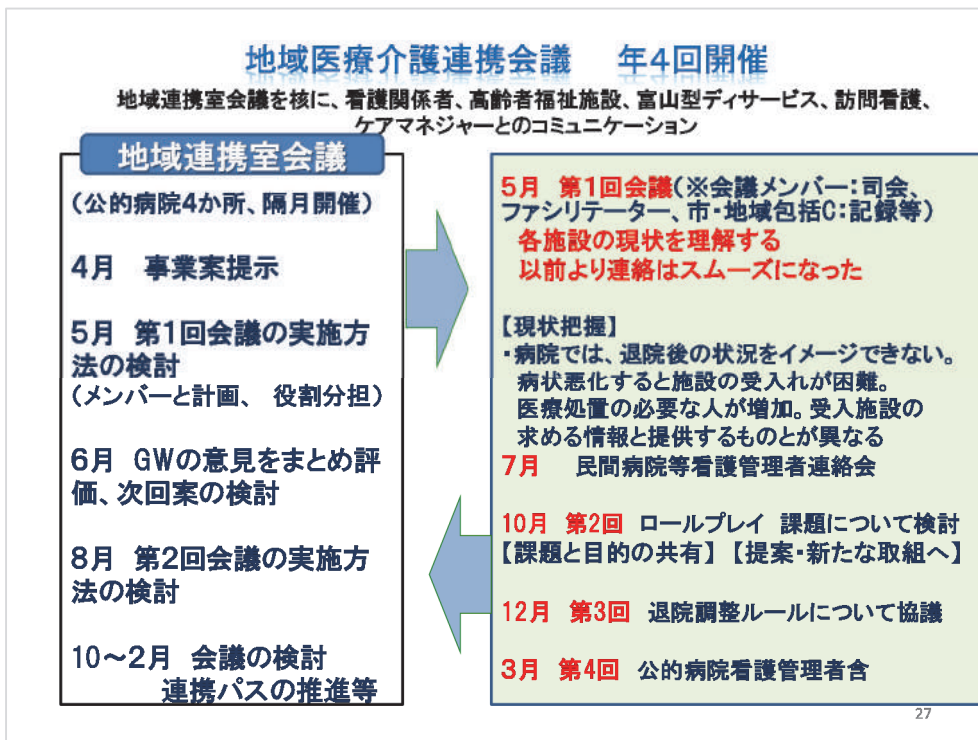 地域医療介護連携会議　年4回開催
地域連携室会議を核に、看護関係者、高齢者福祉施設、富山型ディサービス、訪問看護、
ケアマネジャーとのコミュニケーション
地域連携室会議
（公的病院4か所、隔月開催）
4月　事業案提示
5月　第1回会議の実施方
法の検討
（メンバーと計画、　役割分担）
6月　GWの意見をまとめ評
価、次回案の検討
8月　第2回会議の実施方
法の検討
10～2月　会議の検討
連携パスの推進等
5月　第1回会議（※会議メンバー：司会、
ファシリテーター、市・地域包括C：記録等）
各施設の現状を理解する
以前より連絡はスムーズになった
【現状把握】
・病院では、退院後の状況をイメージできない。
病状悪化すると施設の受入れが困難。
医療処置の必要な人が増加。受入施設の
求める情報と提供するものとが異なる
7月　民間病院等看護管理者連絡会
10月　第2回　ロールプレイ　課題について検討
【課題と目的の共有】【提案・新たな取組へ】
12月　第3回　退院調整ルールについて協議
3月　第4回　公的病院看護管理者含
27